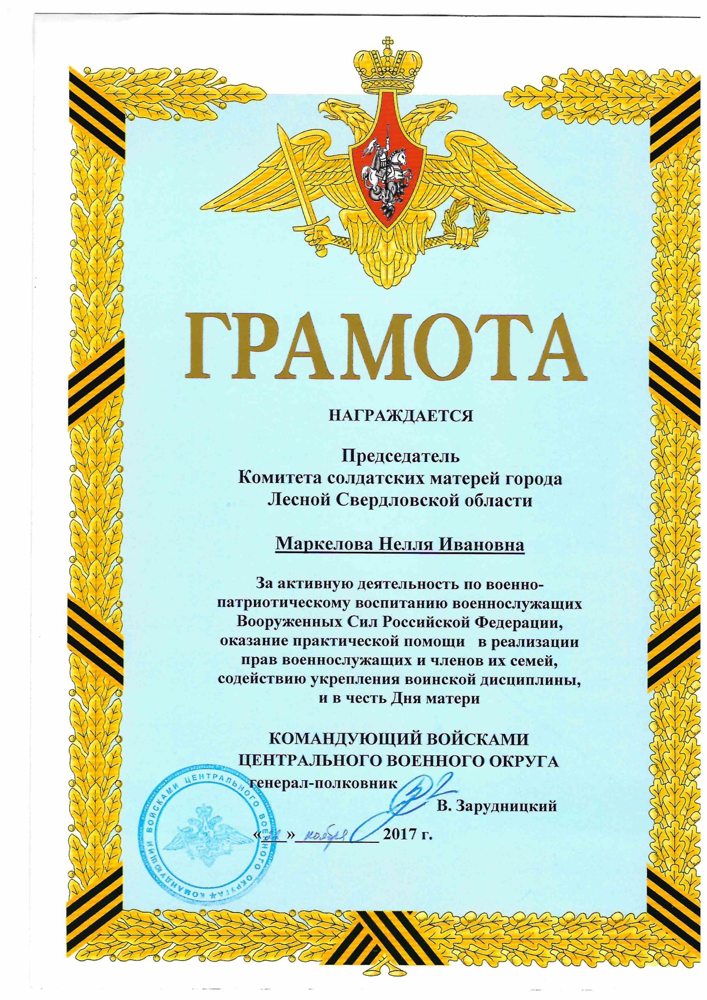 ГРАМОТА
НАГРАЖДАЕТСЯ
Председатель
Комитета солдатских матерей города
Лесной Свердловской области
Маркелова Нелля Ивановна
За активную деятельность по военно-
патриотическому воспитанию военнослужащих
Вооруженных Сил Российской Федерации,
оказание практической помощи в реализации
прав военнослужащих и членов их семей,
содействию укрепления воинской дисциплины,
и в честь Дня матери
КОМАНДУЮЩИЙ ВОЙСКАМИ
ЦЕНТРАЛЬНОГО ВОЕННОГО ОКРУГА
генерал-полковник
В. Зарудницкий
«22» ноября 2017 г.
КОМАНДУЮЩИЙ ВОЙСКАМИ ЦЕНТРАЛЬНОГО ВОЕННОГО ОКРУГА